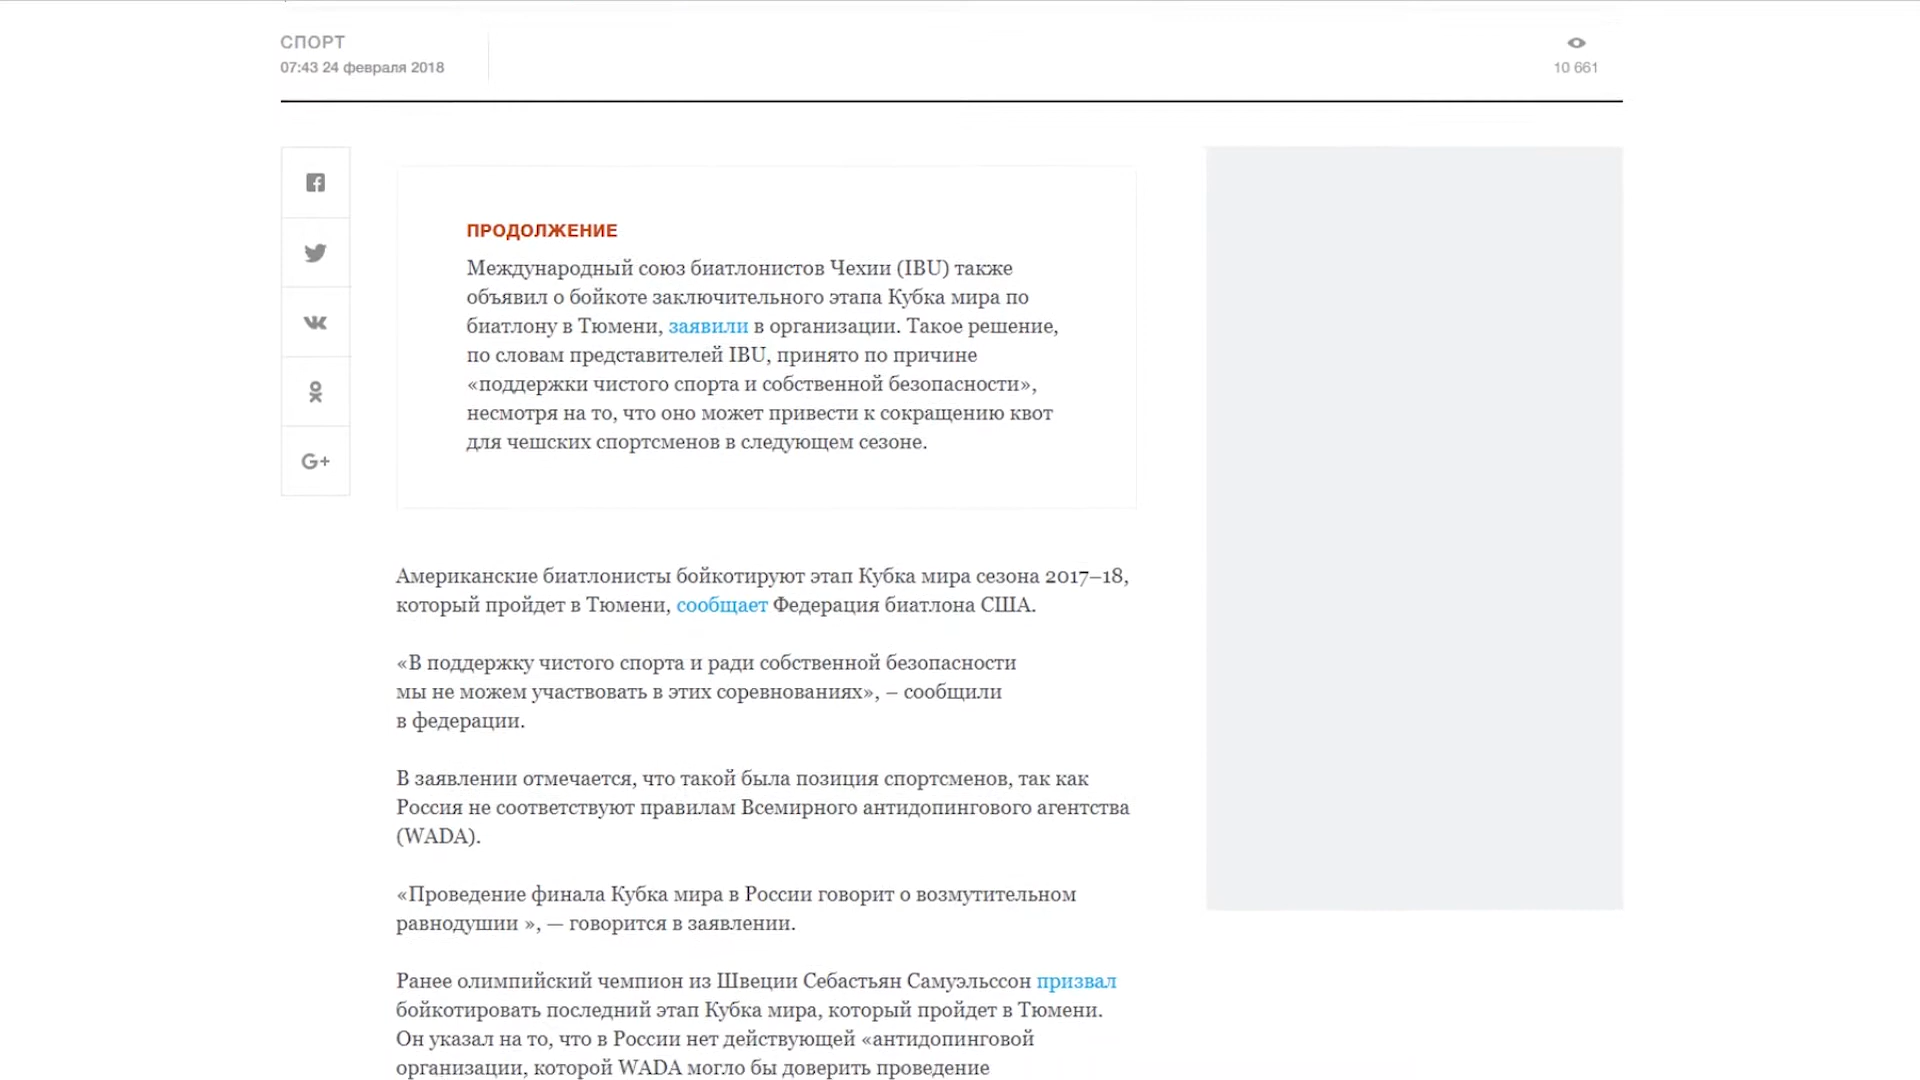 СПОРТ
07:43 24 февраля 2018
10 661
ПРОДОЛЖЕНИЕ
Международный союз биатлонистов Чехии (IBU) также
объявил о бойкоте заключительного этапа Кубка мира по
биатлону в Тюмени, заявили в организации. Такое решение,
по словам представителей IBU, принято по причине
«поддержки чистого спорта и собственной безопасности»,
несмотря на то, что оно может привести к сокращению квот
для чешских спортсменов в следующем сезоне.
G+
Американские биатлонисты бойкотируют этап Кубка мира сезона 2017–18,
который пройдет в Тюмени, сообщает Федерация биатлона США.
«В поддержку чистого спорта и ради собственной безопасности
мы не можем участвовать в этих соревнованиях», – сообщили
в федерации.
В заявлении отмечается, что такой была позиция спортсменов, так как
Россия не соответствуют правилам Всемирного антидопингового агентства
(WADA).
«Проведение финала Кубка мира в России говорит о возмутительном
равнодушии », — говорится в заявлении.
Ранее олимпийский чемпион из Швеции Себастьян Самуэльссон призвал
бойкотировать последний этап Кубка мира, который пройдет в Тюмени.
Он указал на то, что в России нет действующей «антидопинговой
организации, которой WADA могло бы доверить проведение